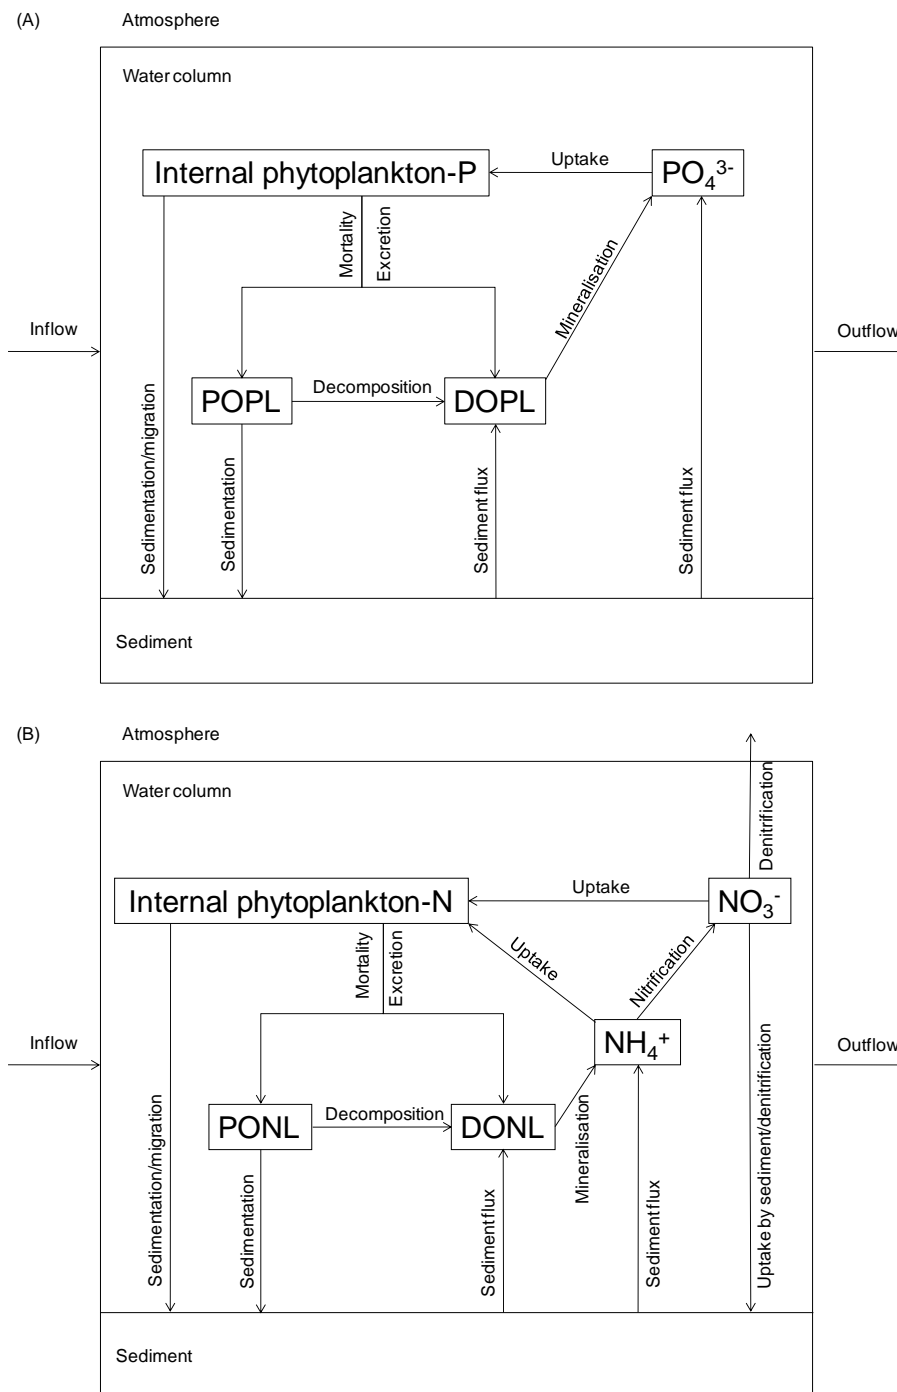 (A)
Atmosphere
Water column
Internal phytoplankton-P
Uptake
PO₄³⁻
Mortality
Excretion
Mineralisation
Inflow
Outflow
POPL
Decomposition
DOPL
Sedimentation/migration
Sedimentation
Sediment flux
Sediment flux
Sediment
(B)
Atmosphere
Water column
Denitrification
Internal phytoplankton-N
Uptake
NO₃⁻
Mortality
Excretion
Uptake
Nitrification
Inflow
NH₄⁺
Outflow
PONL
Decomposition
DONL
Mineralisation
Sedimentation/migration
Sedimentation
Sediment flux
Sediment flux
Uptake by sediment/denitrification
Sediment